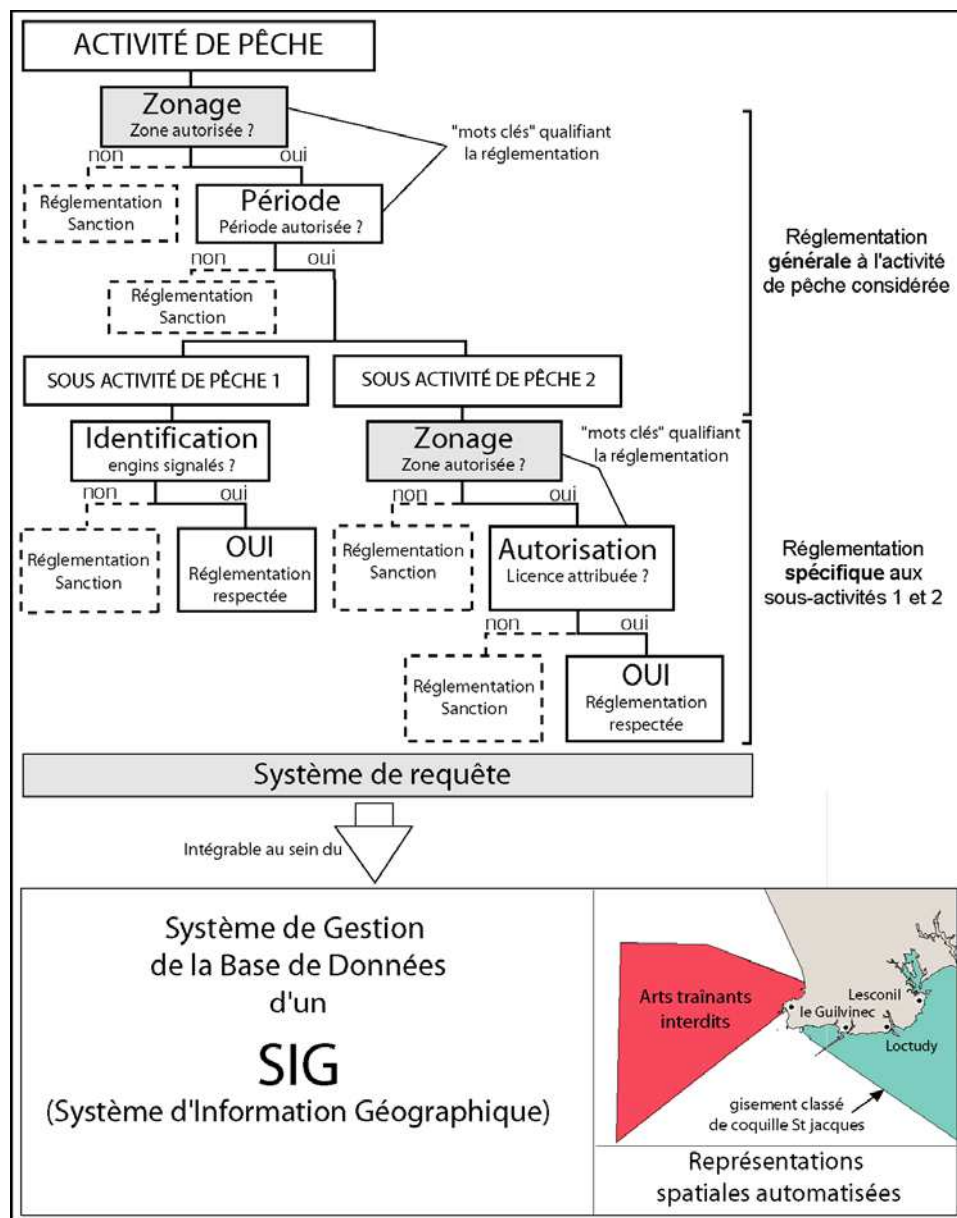 ACTIVITÉ DE PÊCHE
Zonage
Zone autorisée ?
"mots clés" qualifiant
la réglementation
non
oui
Réglementation
Sanction
Période
Période autorisée ?
Réglementation
générale à l'activité
de pêche considérée
non
oui
Réglementation
Sanction
SOUS ACTIVITÉ DE PÊCHE 1
SOUS ACTIVITÉ DE PÊCHE 2
Identification
engins signalés ?
Zonage
Zone autorisée ?
"mots clés" qualifiant
la réglementation
non
oui
non
oui
Réglementation
Sanction
OUI
Réglementation
respectée
Réglementation
Sanction
Autorisation
Licence attribuée ?
Réglementation
spécifique aux
sous-activités 1 et 2
non
oui
Réglementation
Sanction
OUI
Réglementation
respectée
Système de requête
Intégrable au sein du
Système de Gestion
de la Base de Données
d'un
SIG
(Système d'Information Géographique)
Arts traînants
interdits
Lesconil
le Guilvinec
Loctudy
gisement classé
de coquille St jacques
Représentations
spatiales automatisées